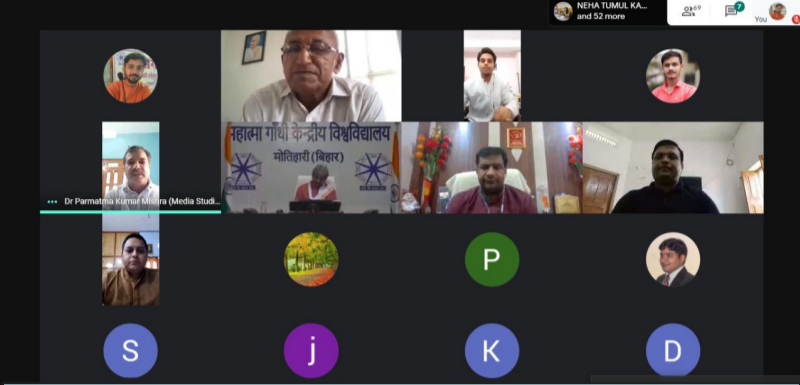 NEHA TUMUL KA...
and 52 more
69
7
You
महात्मा गाँधी केन्द्रीय विश्वविद्यालय
मोतिहारी (बिहार)
Dr Parmatma Kumar Mishra (Media Studi...
P
S
j
K
D